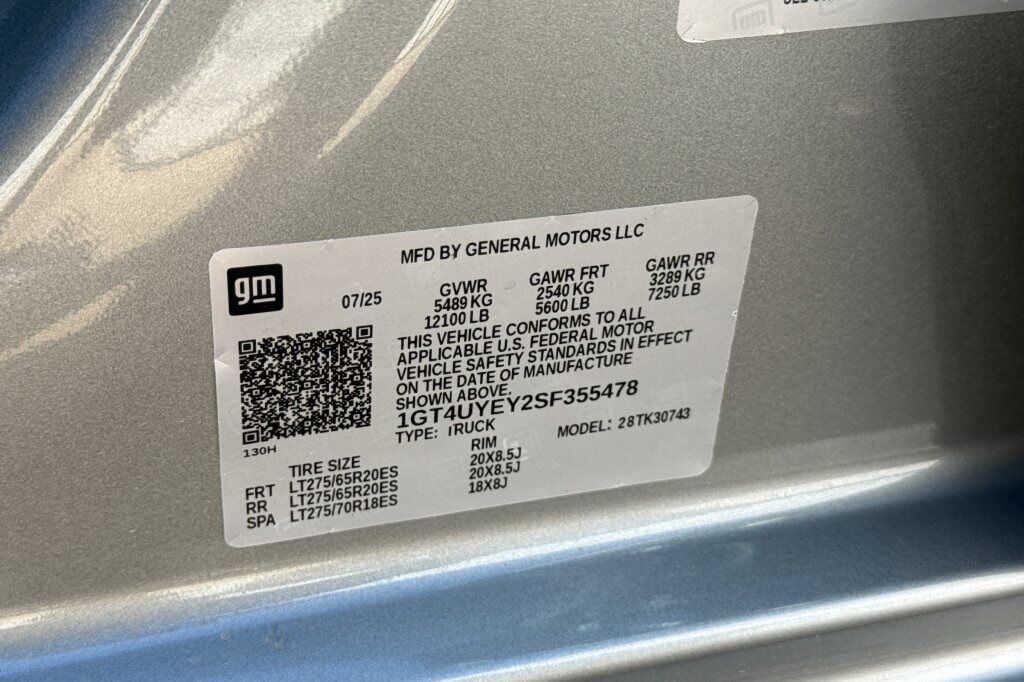 gm
MFD BY GENERAL MOTORS LLC
07/25
GVWR GAWR FRT GAWR RR
5489 KG 2540 KG 3289 KG
12100 LB 5600 LB 7250 LB
THIS VEHICLE CONFORMS TO ALL
APPLICABLE U.S. FEDERAL MOTOR
VEHICLE SAFETY STANDARDS IN EFFECT
ON THE DATE OF MANUFACTURE
SHOWN ABOVE.
1GT4UYEY2SF355478
TYPE: TRUCK MODEL: 28TK30743
130H
TIRE SIZE RIM
FRT LT275/65R20ES 20X8.5J
RR LT275/65R20ES 20X8.5J
SPA LT275/70R18ES 18X8J